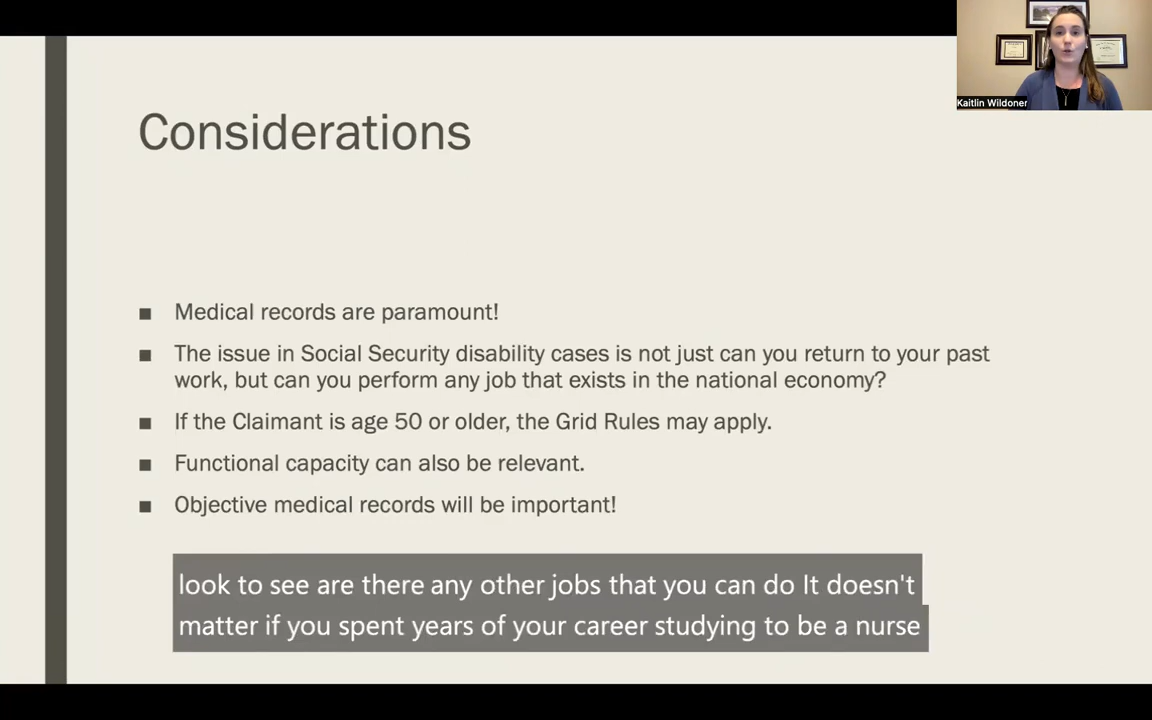 Kaitlin Wildoner
Considerations
■ Medical records are paramount!
■ The issue in Social Security disability cases is not just can you return to your past
work, but can you perform any job that exists in the national economy?
■ If the Claimant is age 50 or older, the Grid Rules may apply.
■ Functional capacity can also be relevant.
■ Objective medical records will be important!
look to see are there any other jobs that you can do It doesn't
matter if you spent years of your career studying to be a nurse